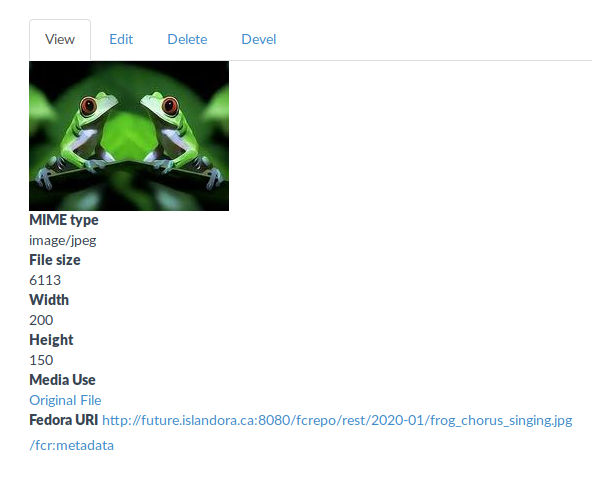 View Edit Delete Devel
MIME type
image/jpeg
File size
6113
Width
200
Height
150
Media Use
Original File
Fedora URI http://future.islandora.ca:8080/fcrepo/rest/2020-01/frog_chorus_singing.jpg
/fcr:metadata